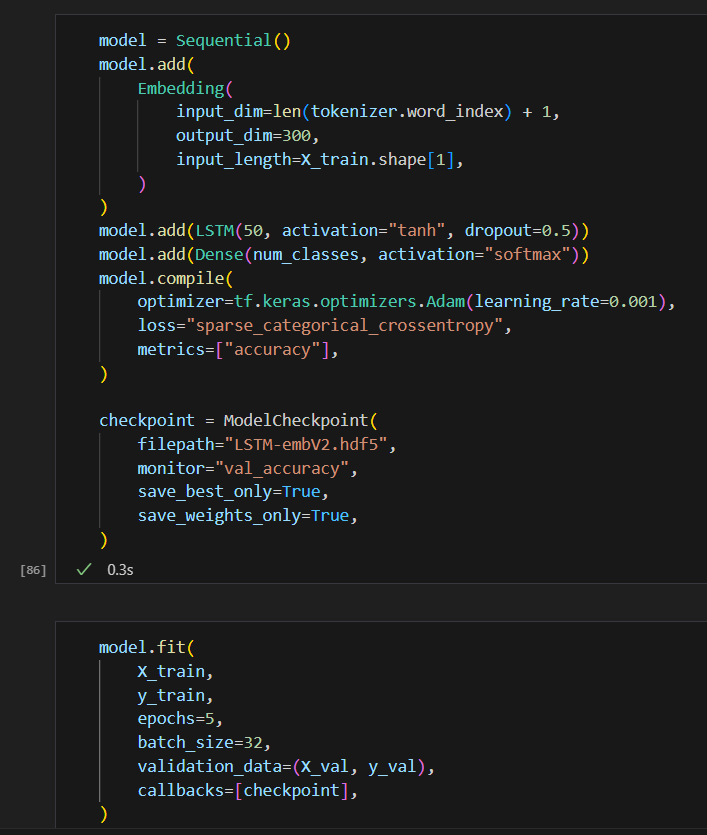 model = Sequential()
model.add(
    Embedding(
        input_dim=len(tokenizer.word_index) + 1,
        output_dim=300,
        input_length=X_train.shape[1],
    )
)
model.add(LSTM(50, activation="tanh", dropout=0.5))
model.add(Dense(num_classes, activation="softmax"))
model.compile(
    optimizer=tf.keras.optimizers.Adam(learning_rate=0.001),
    loss="sparse_categorical_crossentropy",
    metrics=["accuracy"],
)

checkpoint = ModelCheckpoint(
    filepath="LSTM-embV2.hdf5",
    monitor="val_accuracy",
    save_best_only=True,
    save_weights_only=True,
)
[86] ✓ 0.3s

model.fit(
    X_train,
    y_train,
    epochs=5,
    batch_size=32,
    validation_data=(X_val, y_val),
    callbacks=[checkpoint],
)